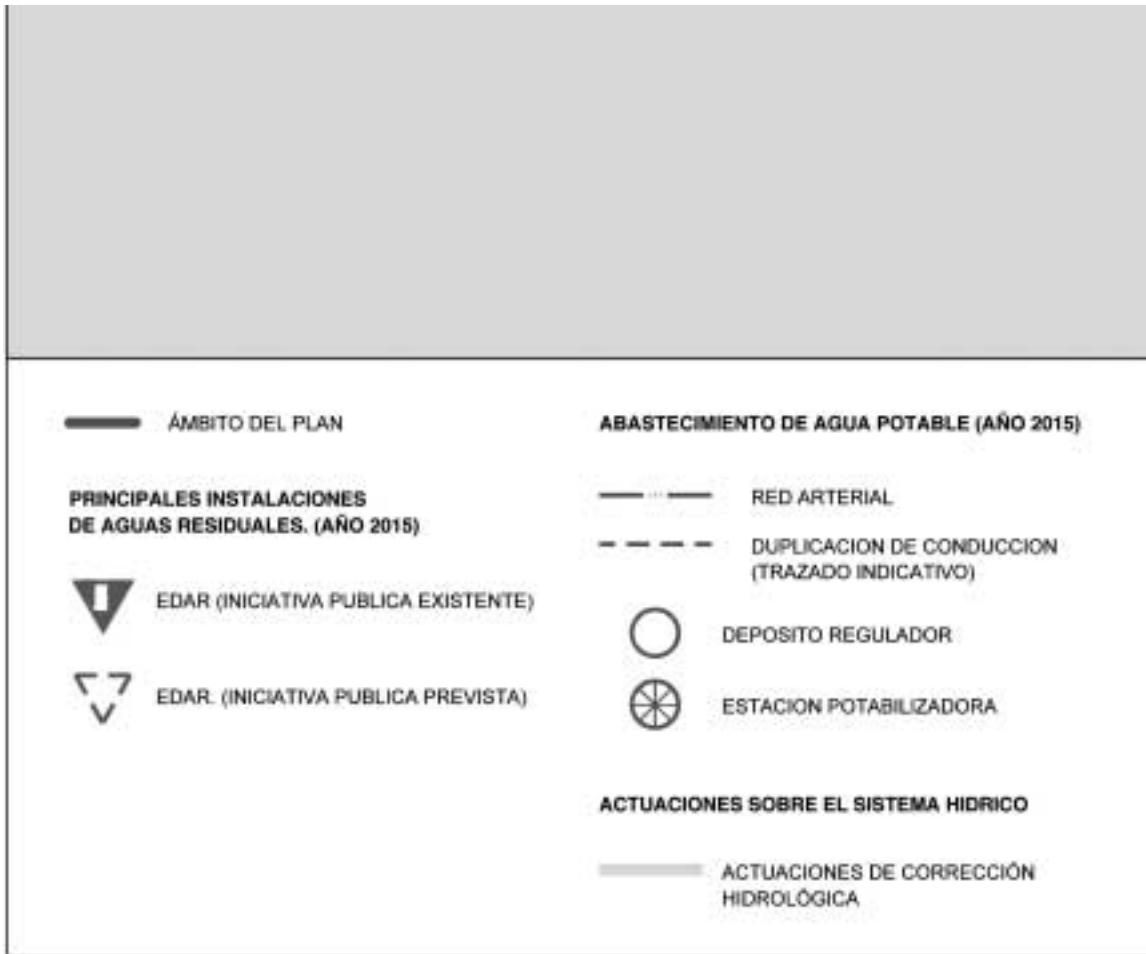 ÁMBITO DEL PLAN
PRINCIPALES INSTALACIONES
DE AGUAS RESIDUALES. (AÑO 2015)
EDAR (INICIATIVA PUBLICA EXISTENTE)
EDAR. (INICIATIVA PUBLICA PREVISTA)
ABASTECIMIENTO DE AGUA POTABLE (AÑO 2015)
RED ARTERIAL
DUPLICACION DE CONDUCCION
(TRAZADO INDICATIVO)
DEPOSITO REGULADOR
ESTACION POTABILIZADORA
ACTUACIONES SOBRE EL SISTEMA HIDRICO
ACTUACIONES DE CORRECCIÓN
HIDROLÓGICA